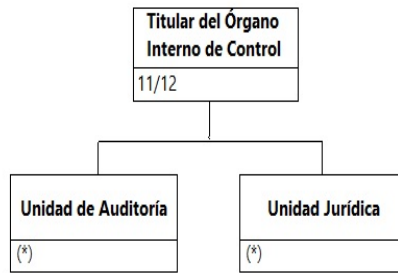 Titular del Órgano
Interno de Control
11/12
Unidad de Auditoría
(*)
Unidad Jurídica
(*)